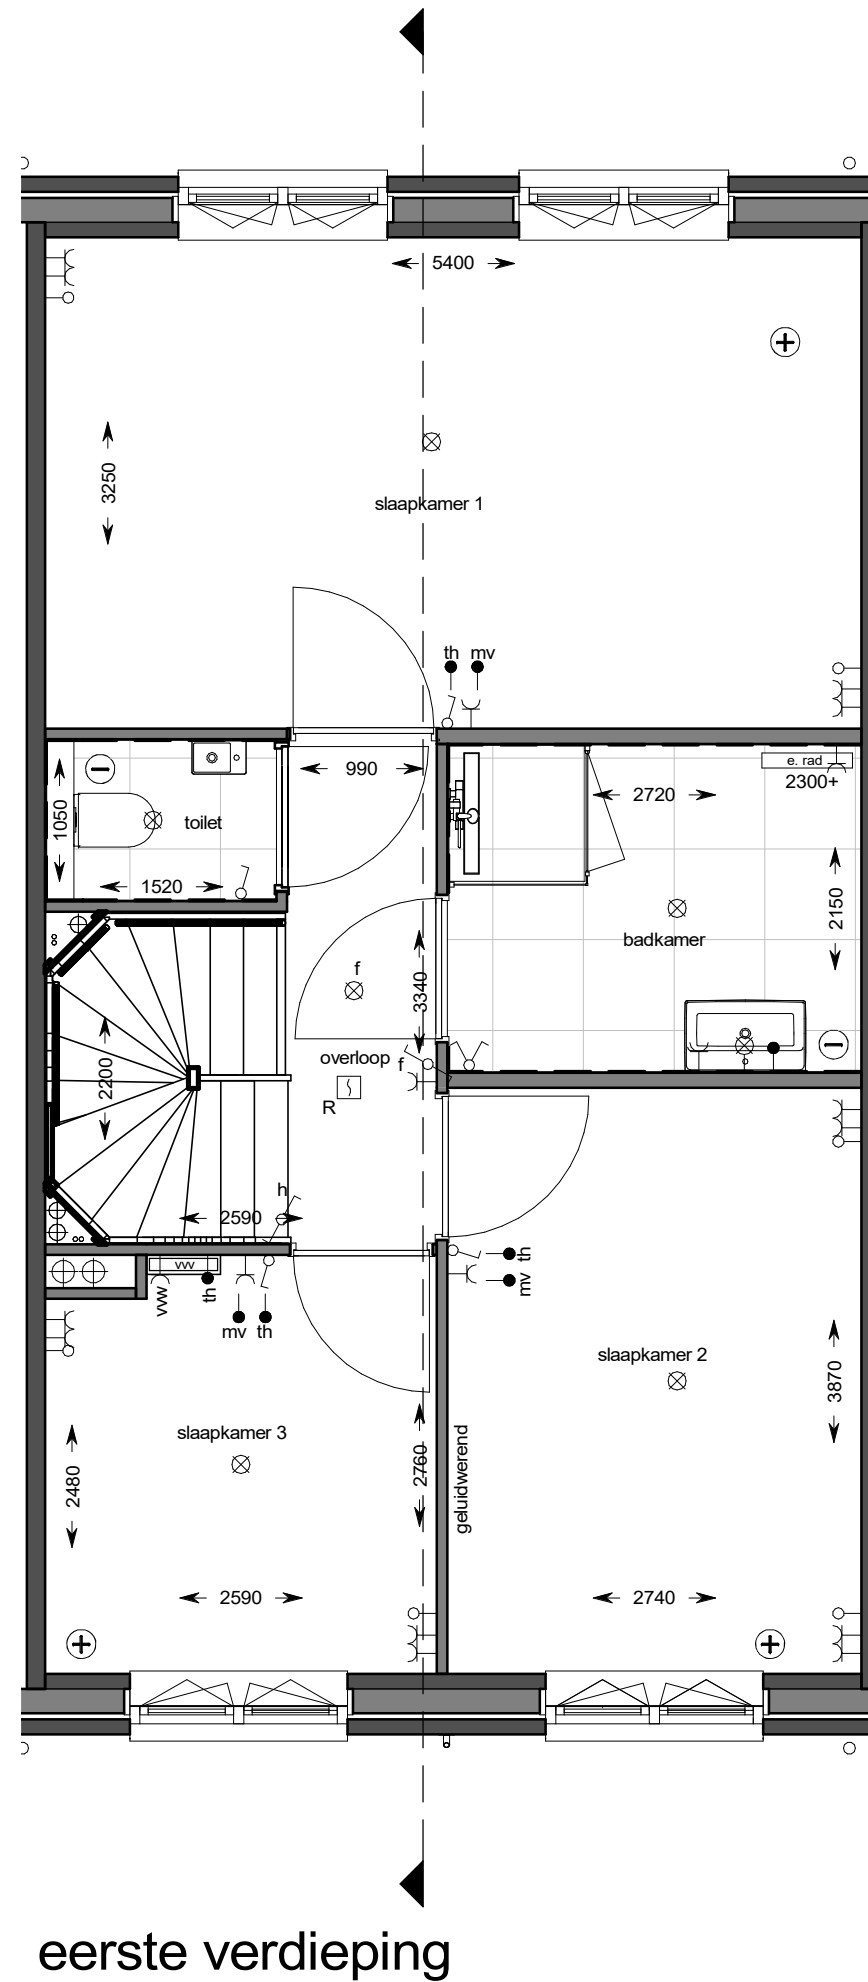 5400
3250
slaapkamer 1
th mv
990
e. rad
2300+
2720
1050
toilet
1520
2150
badkamer
f
3340
overloop
f
R
2200
h
2590
vvw
vvw
th
mv th
th
mv
slaapkamer 2
3870
slaapkamer 3
2760
geluidwerend
2480
2590
2740
eerste verdieping